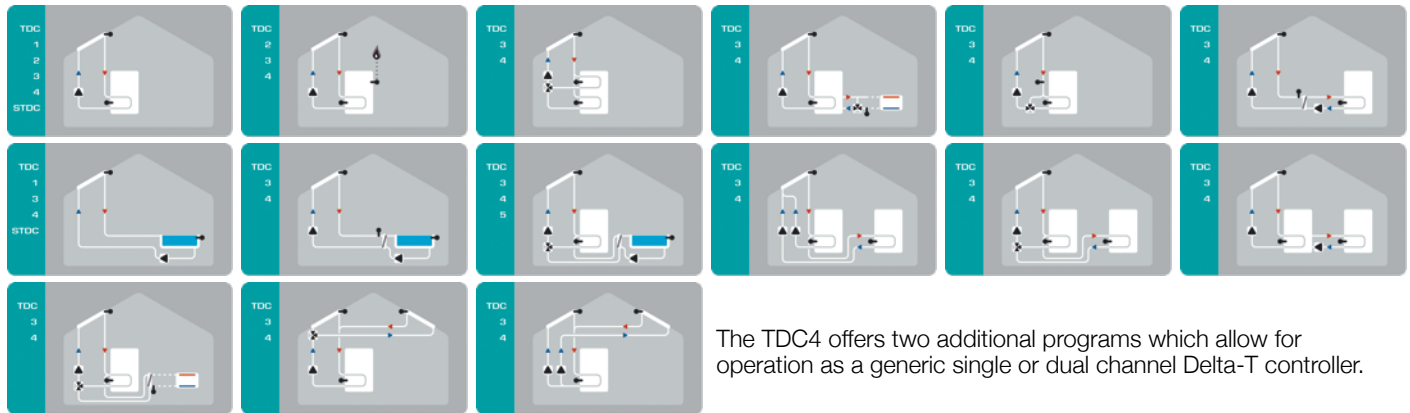 TDC
1
2
3
4
STDC
TDC
2
3
4
TDC
3
4
TDC
3
4
TDC
3
4
TDC
3
4
TDC
1
3
4
STDC
TDC
3
4
TDC
3
4
5
TDC
3
4
TDC
3
4
TDC
3
4
TDC
3
4
TDC
3
4
TDC
3
4
The TDC4 offers two additional programs which allow for
operation as a generic single or dual channel Delta-T controller.